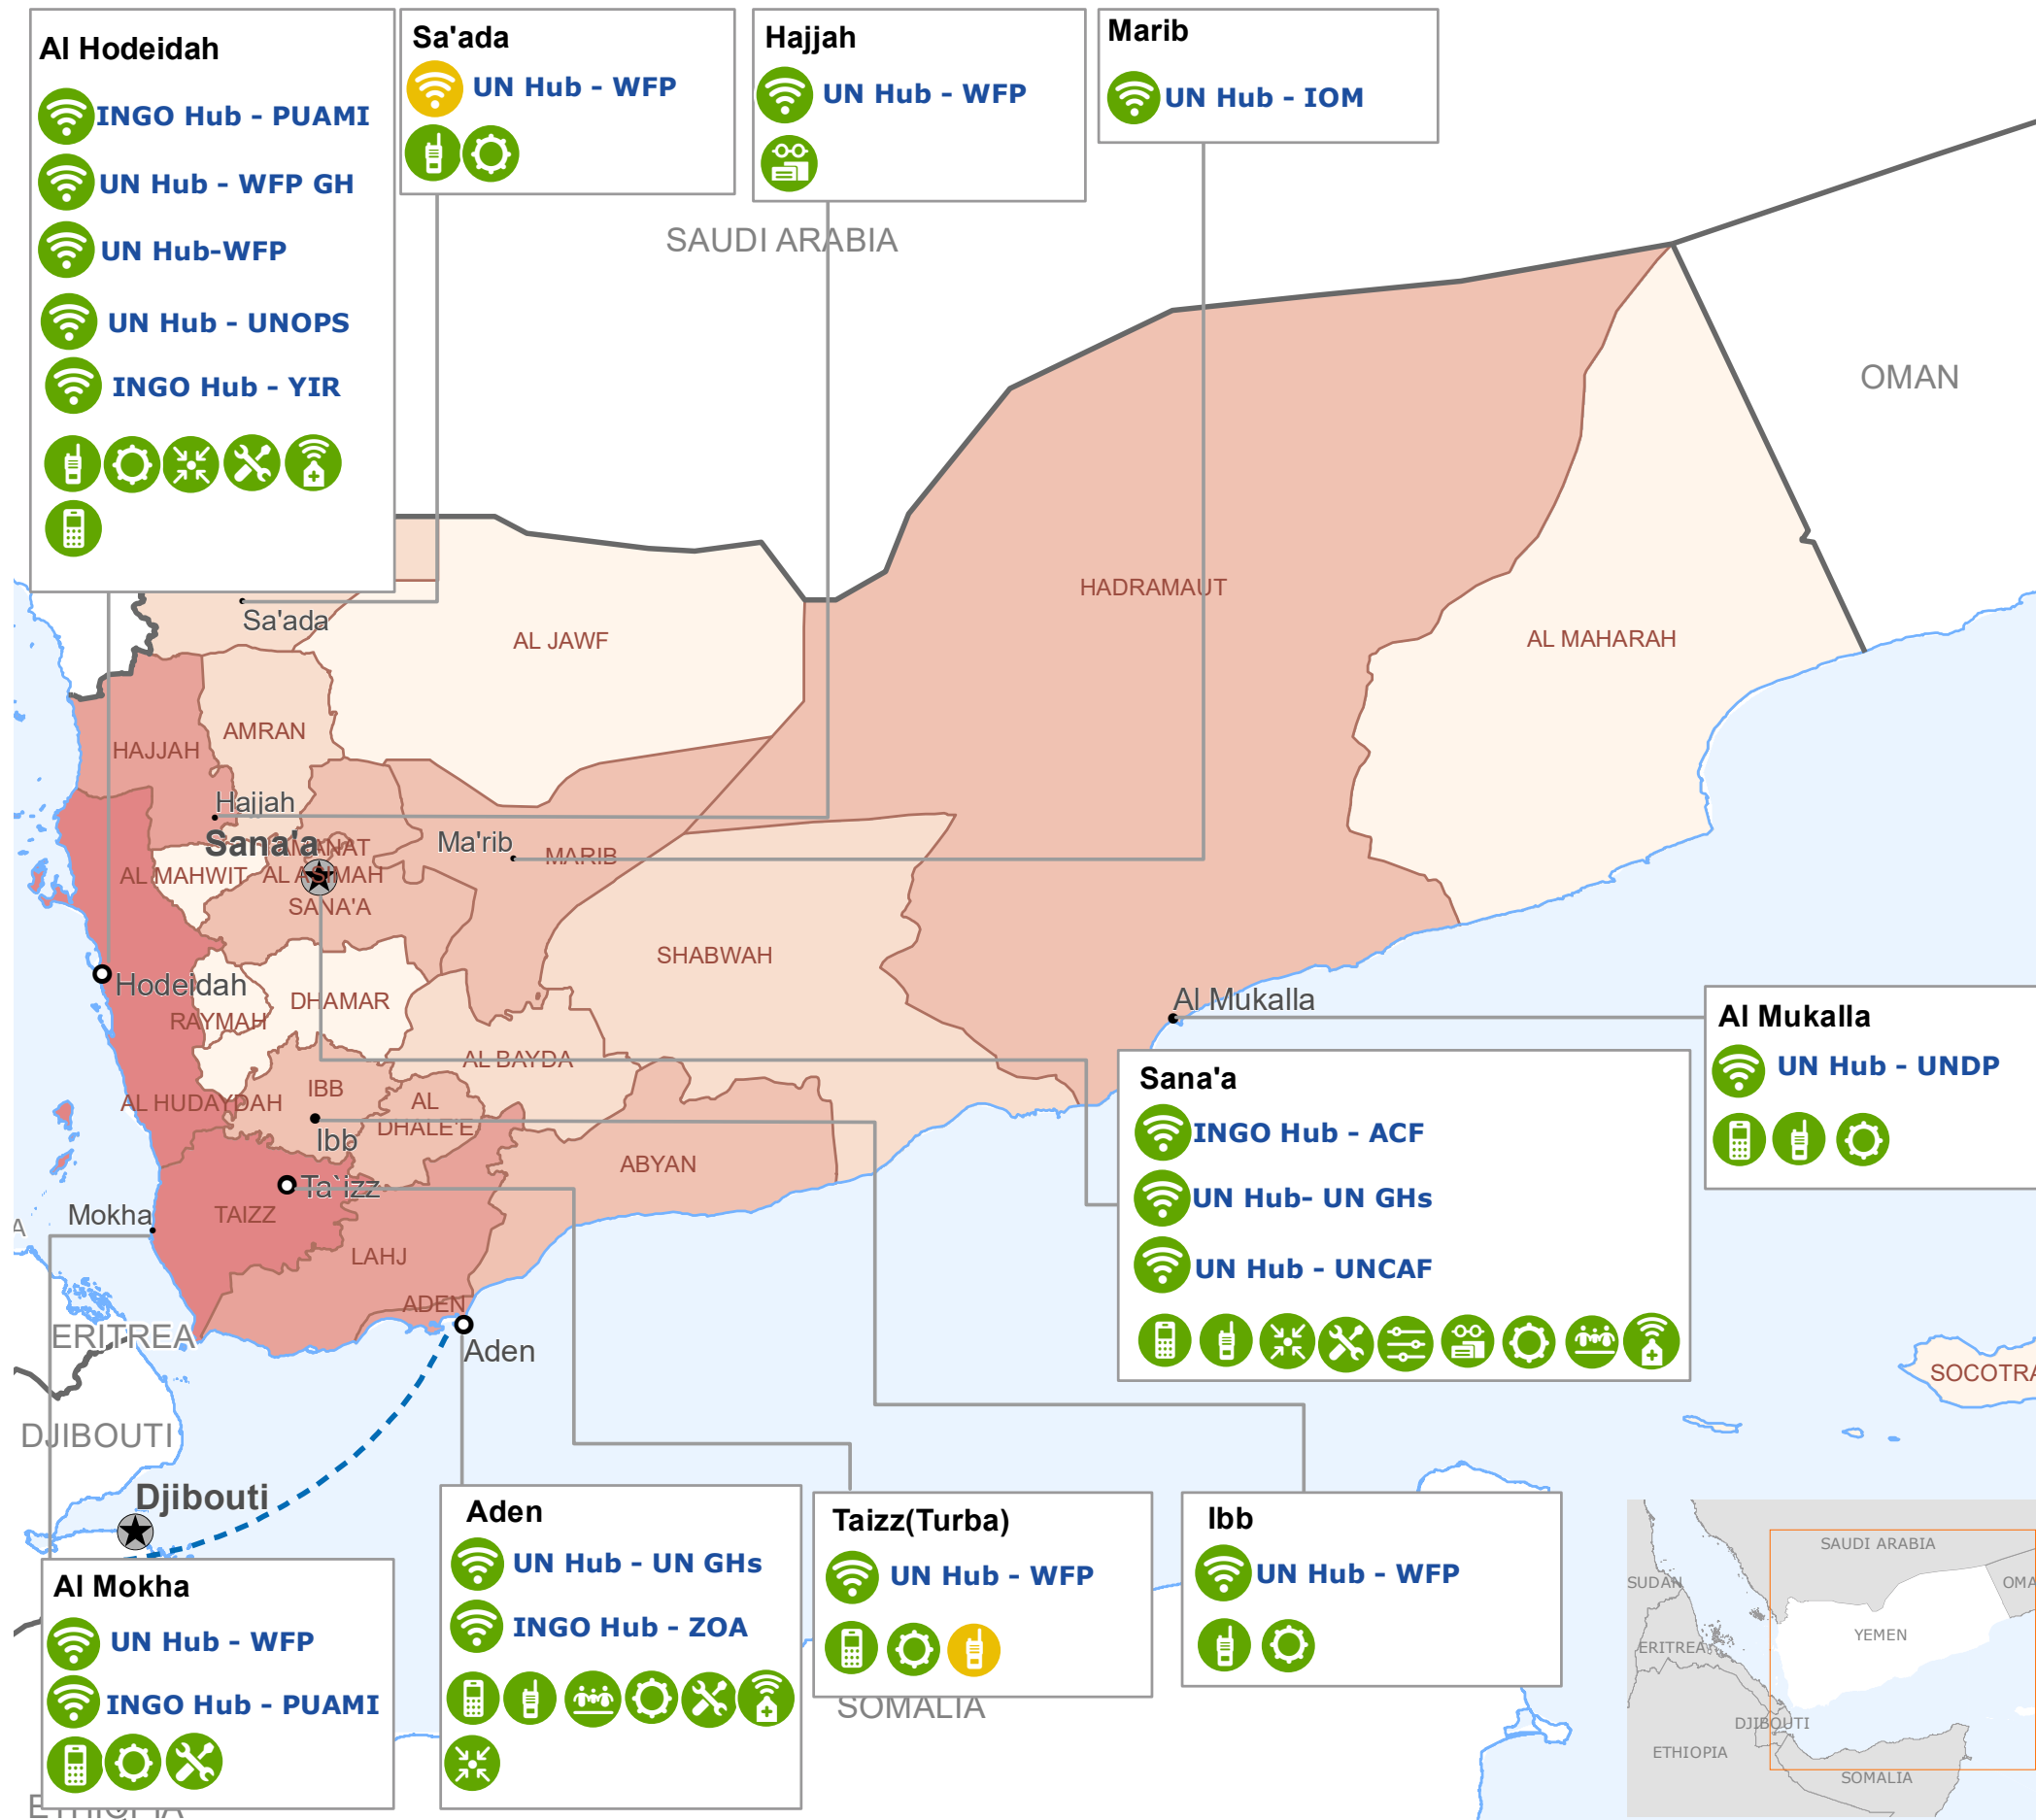 Al Hodeidah
INGO Hub - PUAMI
UN Hub - WFP GH
UN Hub-WFP
UN Hub - UNOPS
INGO Hub - YIR
Sa'ada
UN Hub - WFP
Hajjah
UN Hub - WFP
Marib
UN Hub - IOM
SAUDI ARABIA
OMAN
HADRAMAUT
Sa'ada
AL JAWF
AL MAHARAH
AMRAN
HAJJAH
Hajjah
Sana'a
AMANAT
AL ASIMAH
Ma'rib
MARIB
AL MAHWIT
SANA'A
SHABWAH
Hodeidah
DHAMAR
RAYMAH
Al Mukalla
Al Mukalla
UN Hub - UNDP
AL BAYDA
IBB
AL HUDAYDAH
AL
DHALE'E
Ibb
ABYAN
Ta`izz
TAIZZ
Mokha
A
LAHJ
ADEN
Aden
Sana'a
INGO Hub - ACF
UN Hub- UN GHs
UN Hub - UNCAF
SOCOTRA
ERITREA
DJIBOUTI
Djibouti
Al Mokha
UN Hub - WFP
INGO Hub - PUAMI
ETHIOPIA
Aden
UN Hub - UN GHs
INGO Hub - ZOA
Taizz(Turba)
UN Hub - WFP
SOMALIA
Ibb
UN Hub - WFP
SAUDI ARABIA
SUDAN
OMA
YEMEN
ERITREA
DJIBOUTI
ETHIOPIA
SOMALIA